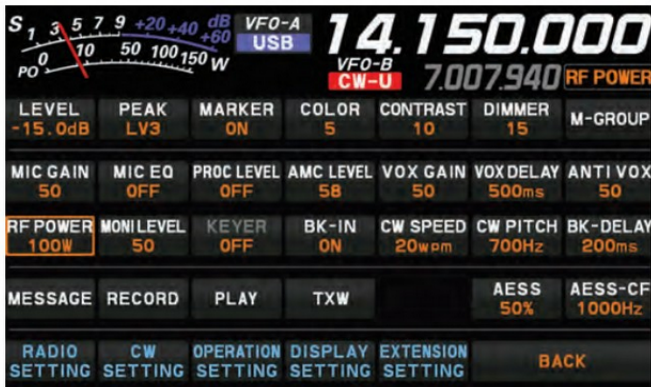 S 1 3 5 7 9 +20 +40 +60 dB VFO-A 14.150.000
USB
PO 0 10 50 100 150 W VFO-B
CW-U 7.007.940 RF POWER
LEVEL PEAK MARKER COLOR CONTRAST DIMMER M-GROUP
-15.0dB LV3 ON 5 10 15
MIC GAIN MIC EQ PROC LEVEL AMC LEVEL VOX GAIN VOX DELAY ANTI VOX
50 OFF OFF 58 50 500ms 50
RF POWER MONI LEVEL KEYER BK-IN CW SPEED CW PITCH BK-DELAY
100W 50 OFF ON 20wpm 700Hz 200ms
MESSAGE RECORD PLAY TXW AESS AESS-CF
50% 1000Hz
RADIO CW OPERATION DISPLAY EXTENSION BACK
SETTING SETTING SETTING SETTING SETTING